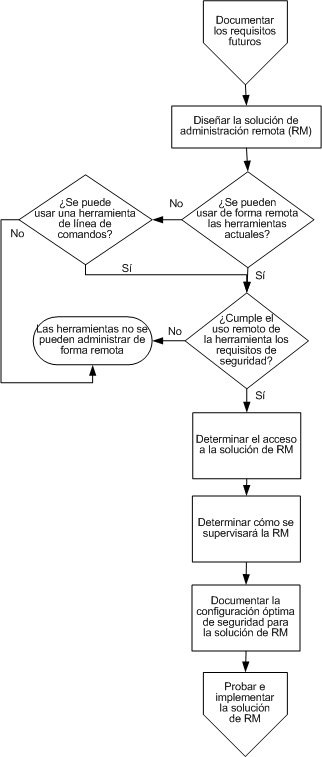 Documentar
los requisitos
futuros
Diseñar la solución de
administración remota (RM)
¿Se puede
usar una herramienta
de línea de
comandos?
No
¿Se pueden
usar de forma remota
las herramientas
actuales?
No
Sí
Sí
Las herramientas no se
pueden administrar de
forma remota
No
¿Cumple el
uso remoto de
la herramienta los
requisitos de
seguridad?
Sí
Determinar el acceso
a la solución de RM
Determinar cómo se
supervisará la RM
Documentar la
configuración óptima
de seguridad para
la solución de RM
Probar e
implementar
la solución
de RM